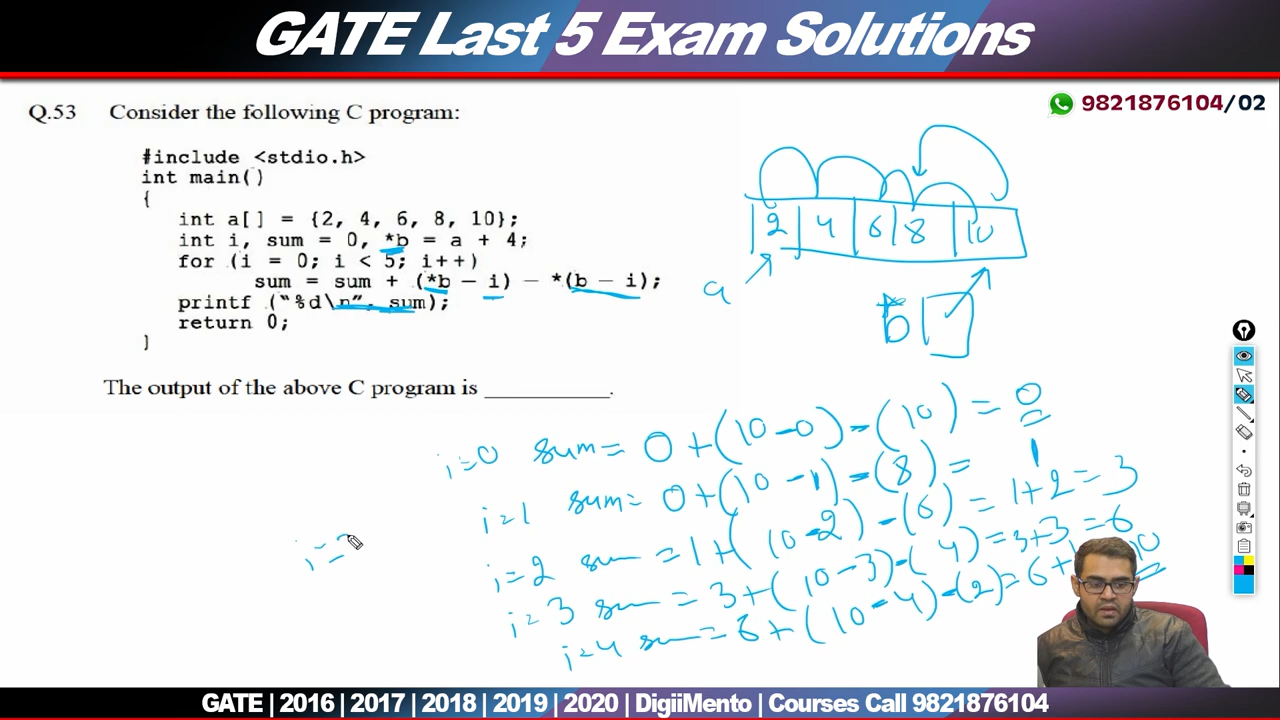 GATE Last 5 Exam Solutions
9821876104/02
Q.53 Consider the following C program:
#include <stdio.h>
int main()
{
int a[] = {2, 4, 6, 8, 10};
int i, sum = 0, *b = a + 4;
for (i = 0; i < 5; i++)
sum = sum + (*b - i) - *(b - i);
printf ("%d\n", sum);
return 0;
}
The output of the above C program is ________.
2 4 6 8 10
a
*b
i=0 sum= 0 +(10-0)-(10) = 0
i=1 sum= 0+(10-1)-(8) = 1
i=2 sum = 1+(10-2)-(6) = 1+2=3
i=3 sum = 3+(10-3)-(4)=3+3=6
i=4 sum= 6+(10-4)-(2)=6+ 10
i=
GATE | 2016 | 2017 | 2018 | 2019 | 2020 | DigiiMento | Courses Call 9821876104